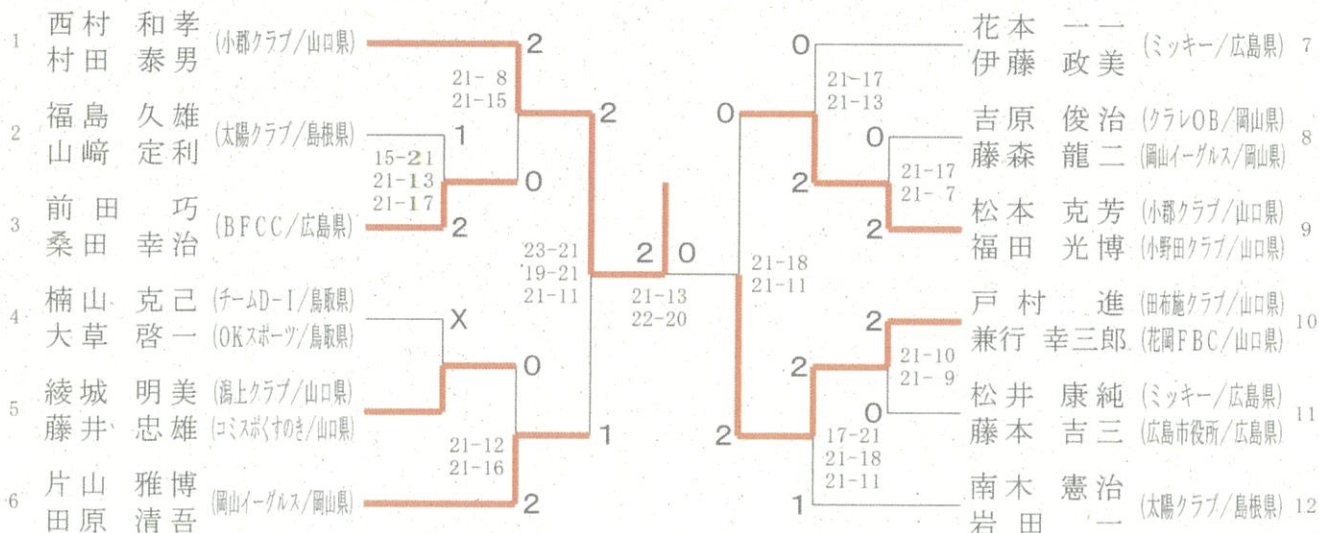 1 西村 和孝 (小郡クラブ/山口県)
村田 泰男
2 福島 久雄 (太陽クラブ/島根県)
山﨑 定利
3 前田 巧 (BFCC/広島県)
桑田 幸治
4 楠山 克己 (チームD-I/鳥取県)
大草 啓一 (OKスポーツ/鳥取県)
5 綾城 明美 (潟上クラブ/山口県)
藤井 忠雄 (コミスポくすのき/山口県)
6 片山 雅博 (岡山イーグルス/岡山県)
田原 清吾
2
21- 8
21-15
2
1
15-21
21-13
21-17
0
2
23-21
19-21
21-11
X
0
21-12
21-16
1
2
2 0
21-13
22-20
0
21-17
21-13
0
0
21-17
21- 7
2
2
21-18
21-11
2
21-10
21- 9
2
0
2
17-21
21-18
21-11
1
花本 一一 (ミッキー/広島県) 7
伊藤 政美
吉原 俊治 (クラレOB/岡山県) 8
藤森 龍二 (岡山イーグルス/岡山県)
松本 克芳 (小郡クラブ/山口県) 9
福田 光博 (小野田クラブ/山口県)
戸村 進 (田布施クラブ/山口県) 10
兼行 幸三郎 (花岡FBC/山口県)
松井 康純 (ミッキー/広島県) 11
藤本 吉三 (広島市役所/広島県)
南木 憲治 (太陽クラブ/島根県) 12
岩田 一